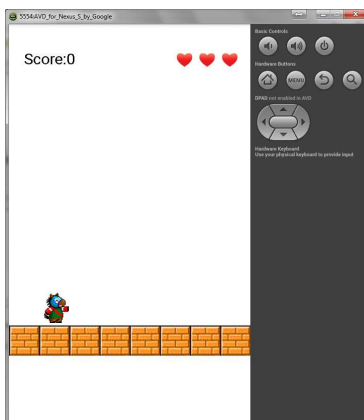 5554:AVD_for_Nexus_S_by_Google
Score:0
Basic Controls
Hardware Buttons
MENU
DPAD not enabled in AVD
Hardware Keyboard
Use your physical keyboard to provide input